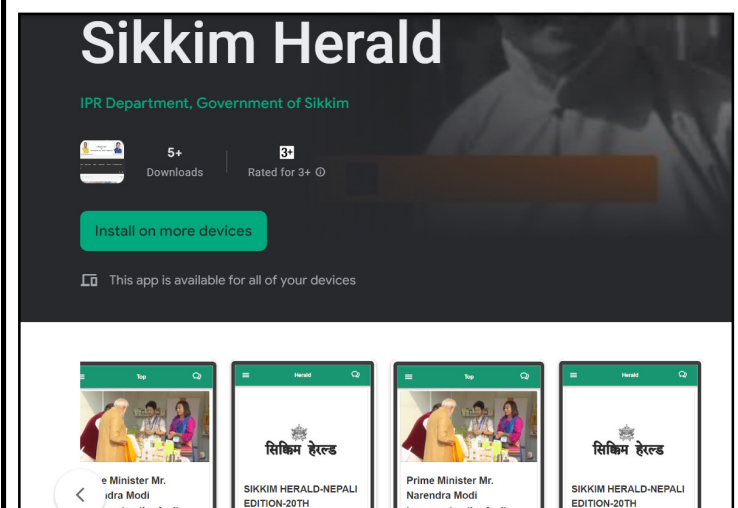 Sikkim Herald
IPR Department, Government of Sikkim
5+
Downloads
3+
Rated for 3+
Install on more devices
This app is available for all of your devices
Top
Herald
Top
Herald
सिक्किम हेरल्ड
सिक्किम हेरल्ड
e Minister Mr.
ndra Modi
SIKKIM HERALD-NEPALI
EDITION-20TH
Prime Minister Mr.
Narendra Modi
SIKKIM HERALD-NEPALI
EDITION-20TH